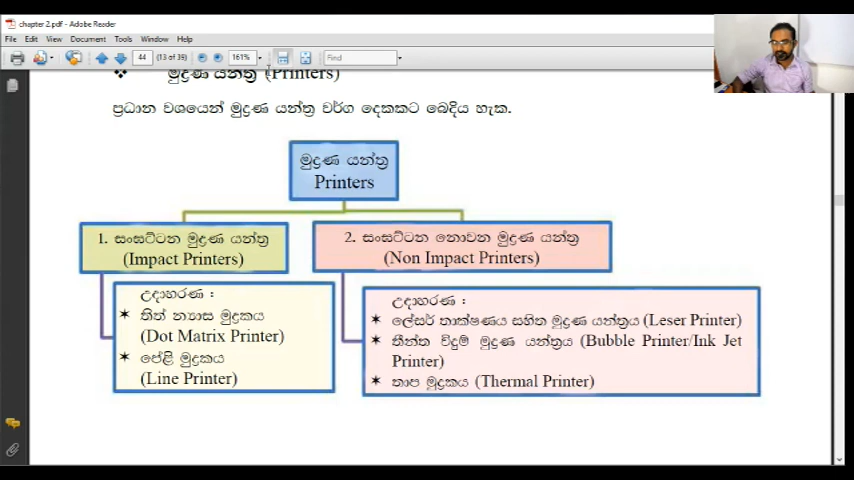 chapter 2.pdf - Adobe Reader
File Edit View Document Tools Window Help
44 (13 of 39) 161% Find
❖ මුද්‍රණ යන්ත්‍ර (Printers)
ප්‍රධාන වශයෙන් මුද්‍රණ යන්ත්‍ර වර්ග දෙකකට බෙදිය හැක.
මුද්‍රණ යන්ත්‍ර
Printers
1. සංඝට්ටන මුද්‍රණ යන්ත්‍ර
(Impact Printers)
2. සංඝට්ටන නොවන මුද්‍රණ යන්ත්‍ර
(Non Impact Printers)
උදාහරණ :
✶ තිත් න්‍යාස මුද්‍රකය
(Dot Matrix Printer)
✶ පේළි මුද්‍රකය
(Line Printer)
උදාහරණ :
✶ ලේසර් තාක්ෂණය සහිත මුද්‍රණ යන්ත්‍රය (Leser Printer)
✶ තීන්ත විදුම් මුද්‍රණ යන්ත්‍රය (Bubble Printer/Ink Jet
Printer)
✶ තාප මුද්‍රකය (Thermal Printer)